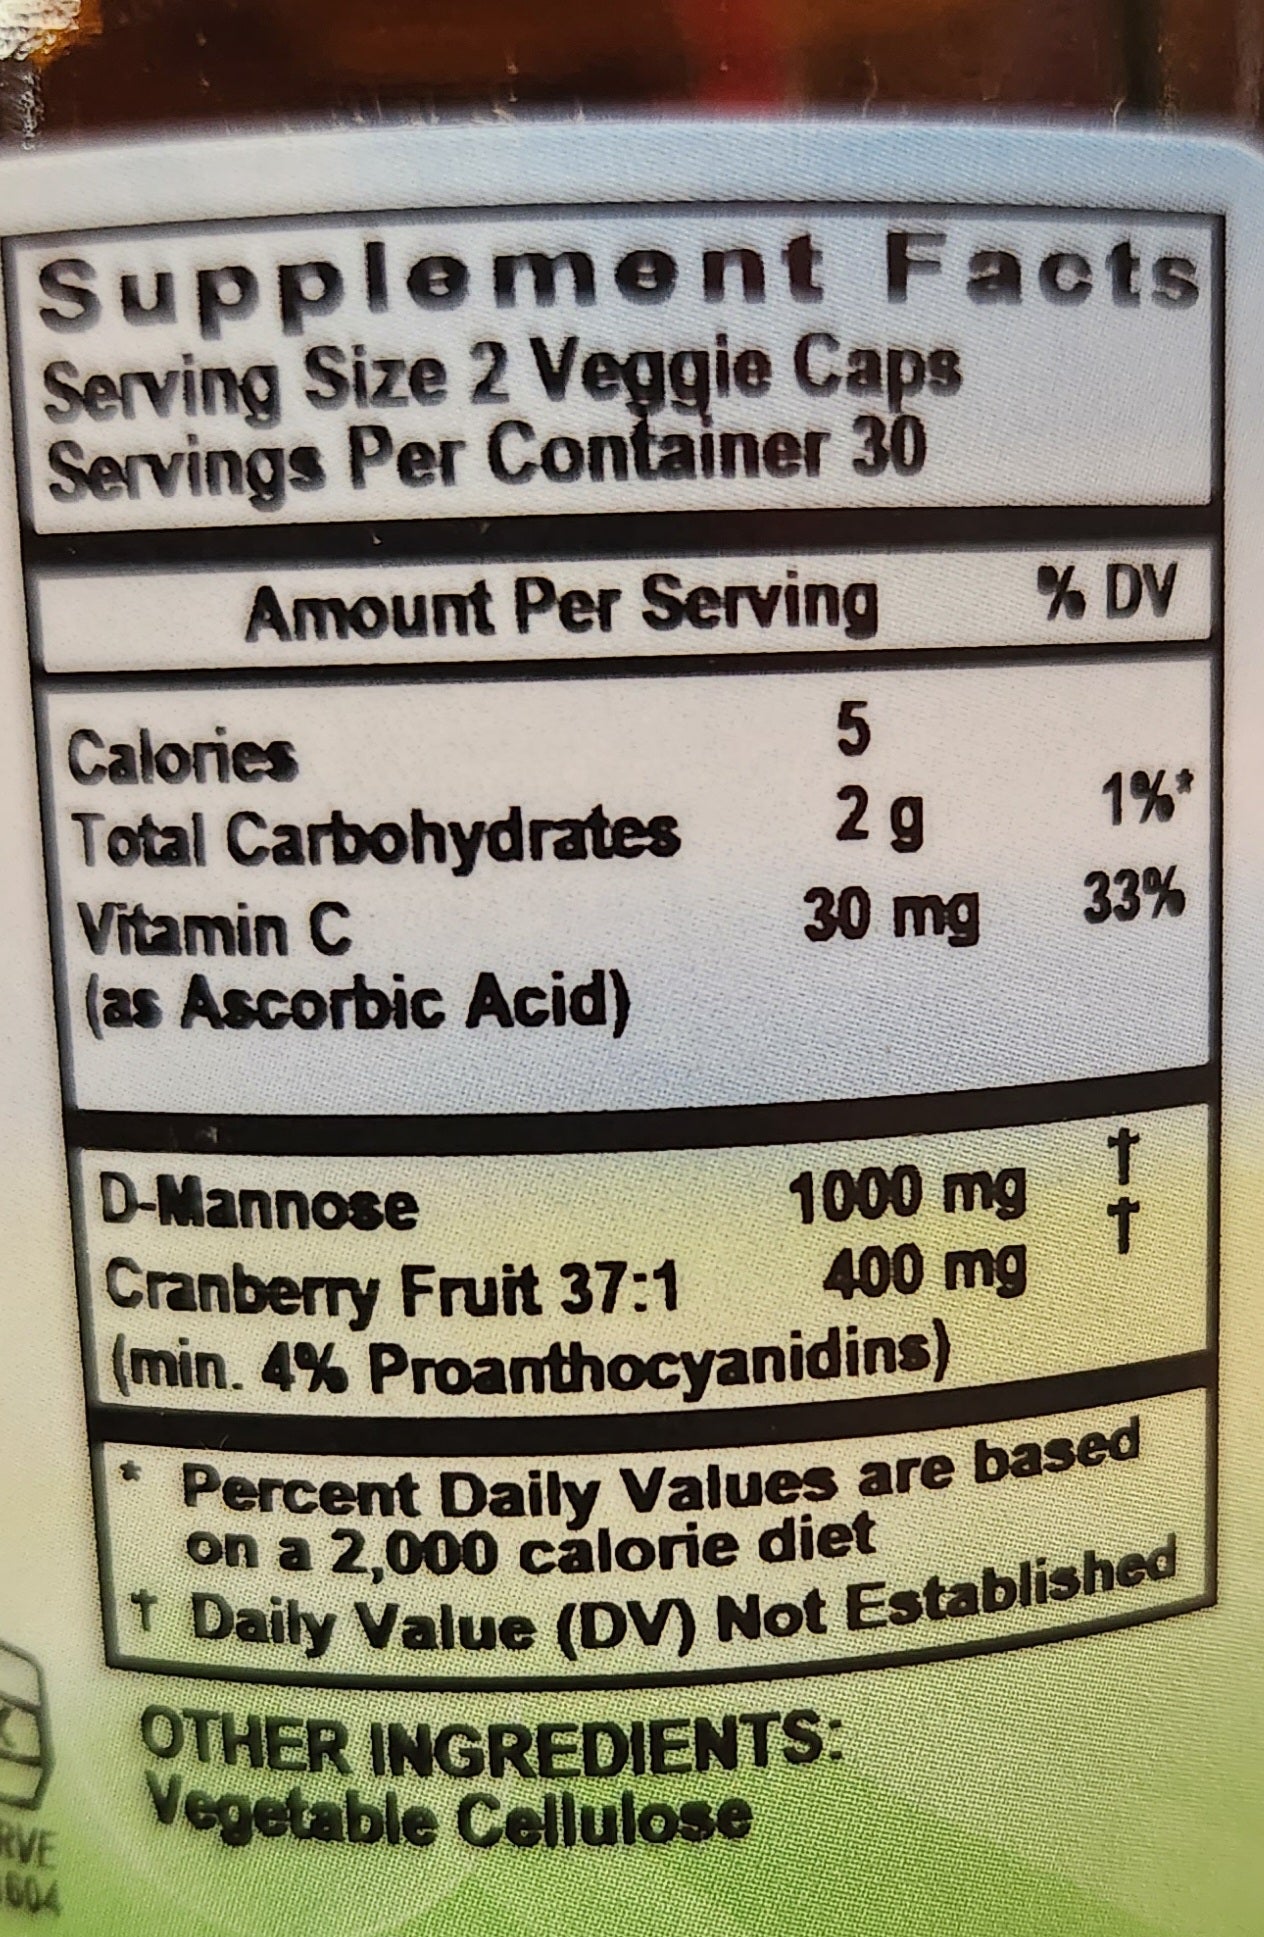 Supplement Facts
Serving Size 2 Veggie Caps
Servings Per Container 30
Amount Per Serving % DV
Calories 5
Total Carbohydrates 2 g 1%*
Vitamin C 30 mg 33%
(as Ascorbic Acid)
D-Mannose 1000 mg †
Cranberry Fruit 37:1 400 mg †
(min. 4% Proanthocyanidins)
* Percent Daily Values are based
on a 2,000 calorie diet
† Daily Value (DV) Not Established
OTHER INGREDIENTS:
Vegetable Cellulose